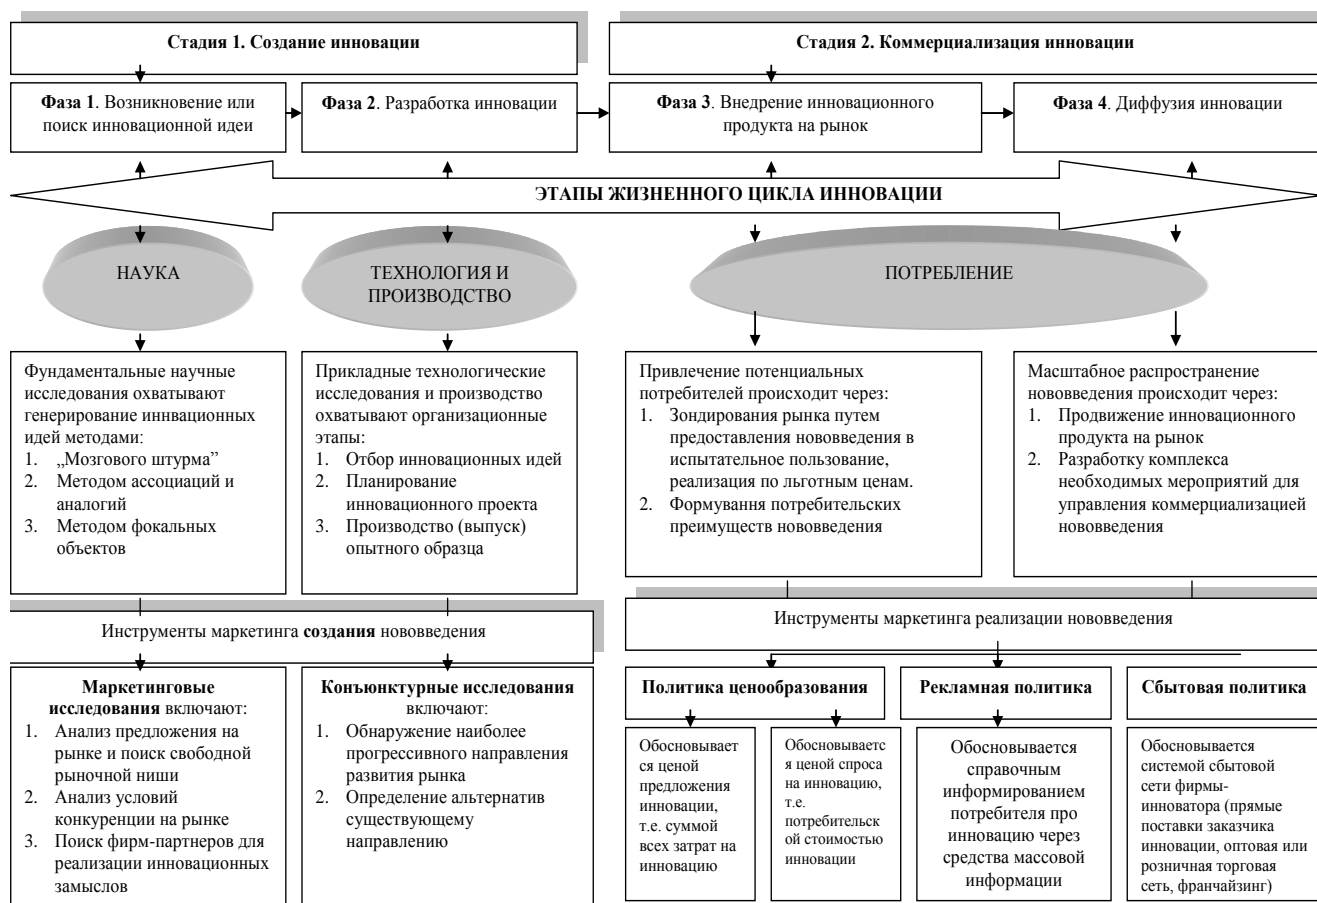 Стадия 1. Создание инновации
Стадия 2. Коммерциализация инновации
Фаза 1. Возникновение или
поиск инновационной идеи
Фаза 2. Разработка инновации
Фаза 3. Внедрение инновационного
продукта на рынок
Фаза 4. Диффузия инновации
ЭТАПЫ ЖИЗНЕННОГО ЦИКЛА ИННОВАЦИИ
НАУКА
ТЕХНОЛОГИЯ И
ПРОИЗВОДСТВО
ПОТРЕБЛЕНИЕ
Фундаментальные научные
исследования охватывают
генерирование иннвационных
идей методами:
1. „Мозгового штурма”
2. Методом ассоциаций и
аналогий
3. Методом фокальных
объектов
Прикладные технологические
исследования и производство
охватывают организационные
этапы:
1. Отбор инновационных идей
2. Планирование
инновационного проекта
3. Производство (выпуск)
опытного образца
Привлечение потенциальных
потребителей происходит через:
1. Зондирования рынка путем
предоставления нововведения в
испытательное пользование,
реализация по льготным ценам.
2. Формування потребительских
преимуществ нововведения
Масштабное распространение
нововведения происходит через:
1. Продвижение инновационного
продукта на рынок
2. Разработку комплекса
необходимых мероприятий для
управления коммерциализацией
нововведения
Инструменты маркетинга создания нововведения
Инструменты маркетинга реализации нововведения
Маркетинговые
исследования включают:
1. Анализ предложения на
рынке и поиск свободной
рыночной ниши
2. Анализ условий
конкуренции на рынке
3. Поиск фирм-партнеров для
реализации инновационных
замыслов
Конъюнктурные исследования
включают:
1. Обнаружение наиболее
прогрессивного направления
развития рынка
2. Определение альтернатив
существующему
направлению
Политика ценообразования
Рекламная политика
Сбытовая политика
Обосновывает
ся ценой
предложения
инновации,
т.е. суммой
всех затрат на
инновацию
Обосновываетс
я ценой спроса
на инновацию,
т.е.
потребительс
кой стоимостью
инновации
Обосновывается
справочным
информированием
потребителя про
инновацию через
средства массовой
информации
Обосновывается
системой сбытовой
сети фирмы-
инноватора (прямые
поставки заказчика
инновации, оптовая или
розничная торговая
сеть, франчайзинг)